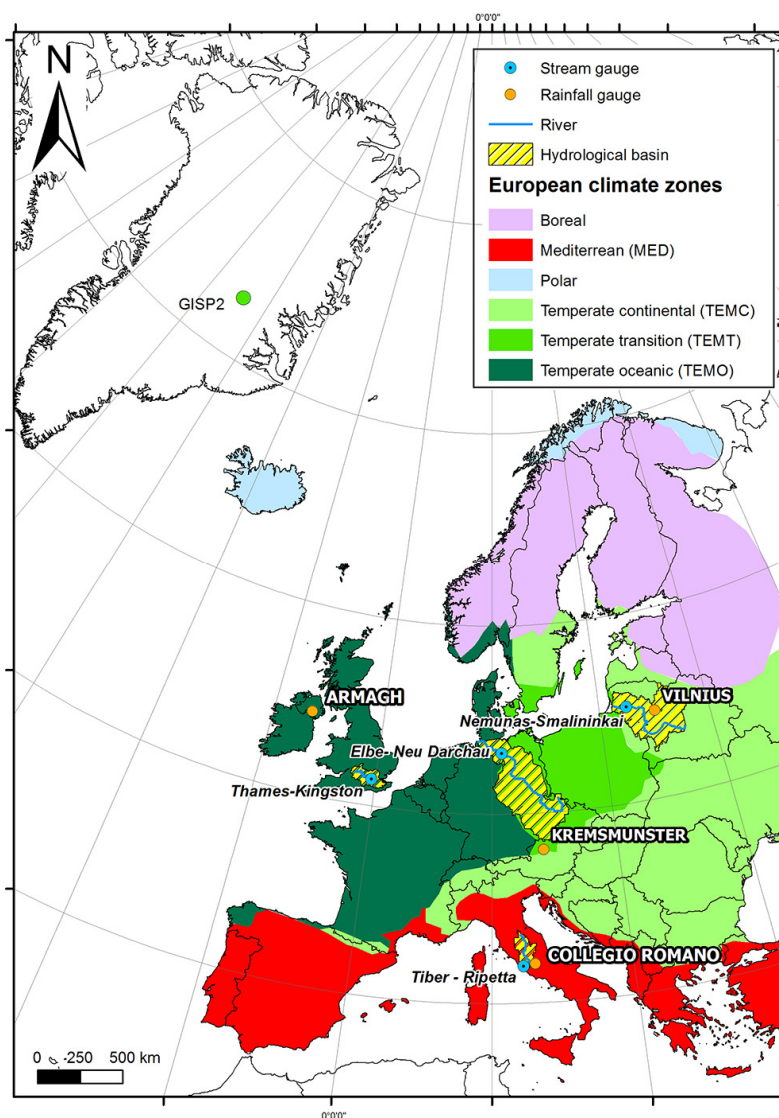 0°0'0"
N
Stream gauge
Rainfall gauge
River
Hydrological basin
European climate zones
Boreal
Mediterrean (MED)
Polar
Temperate continental (TEMC)
Temperate transition (TEMT)
Temperate oceanic (TEMO)
GISP2
ARMAGH
VILNIUS
Nemunas-Smalininkai
Elbe- Neu Darchau
Thames-Kingston
KREMSMUNSTER
COLLEGIO ROMANO
Tiber - Ripetta
0 250 500 km
0°0'0"